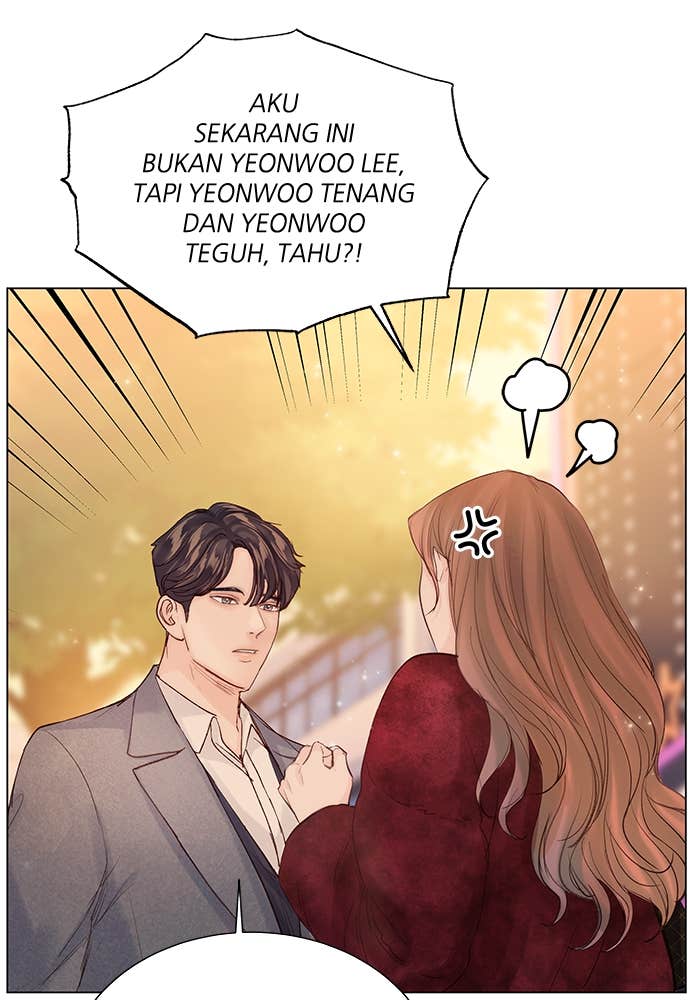 AKU
SEKARANG INI
BUKAN YEONWOO LEE,
TAPI YEONWOO TENANG
DAN YEONWOO
TEGUH, TAHU?!